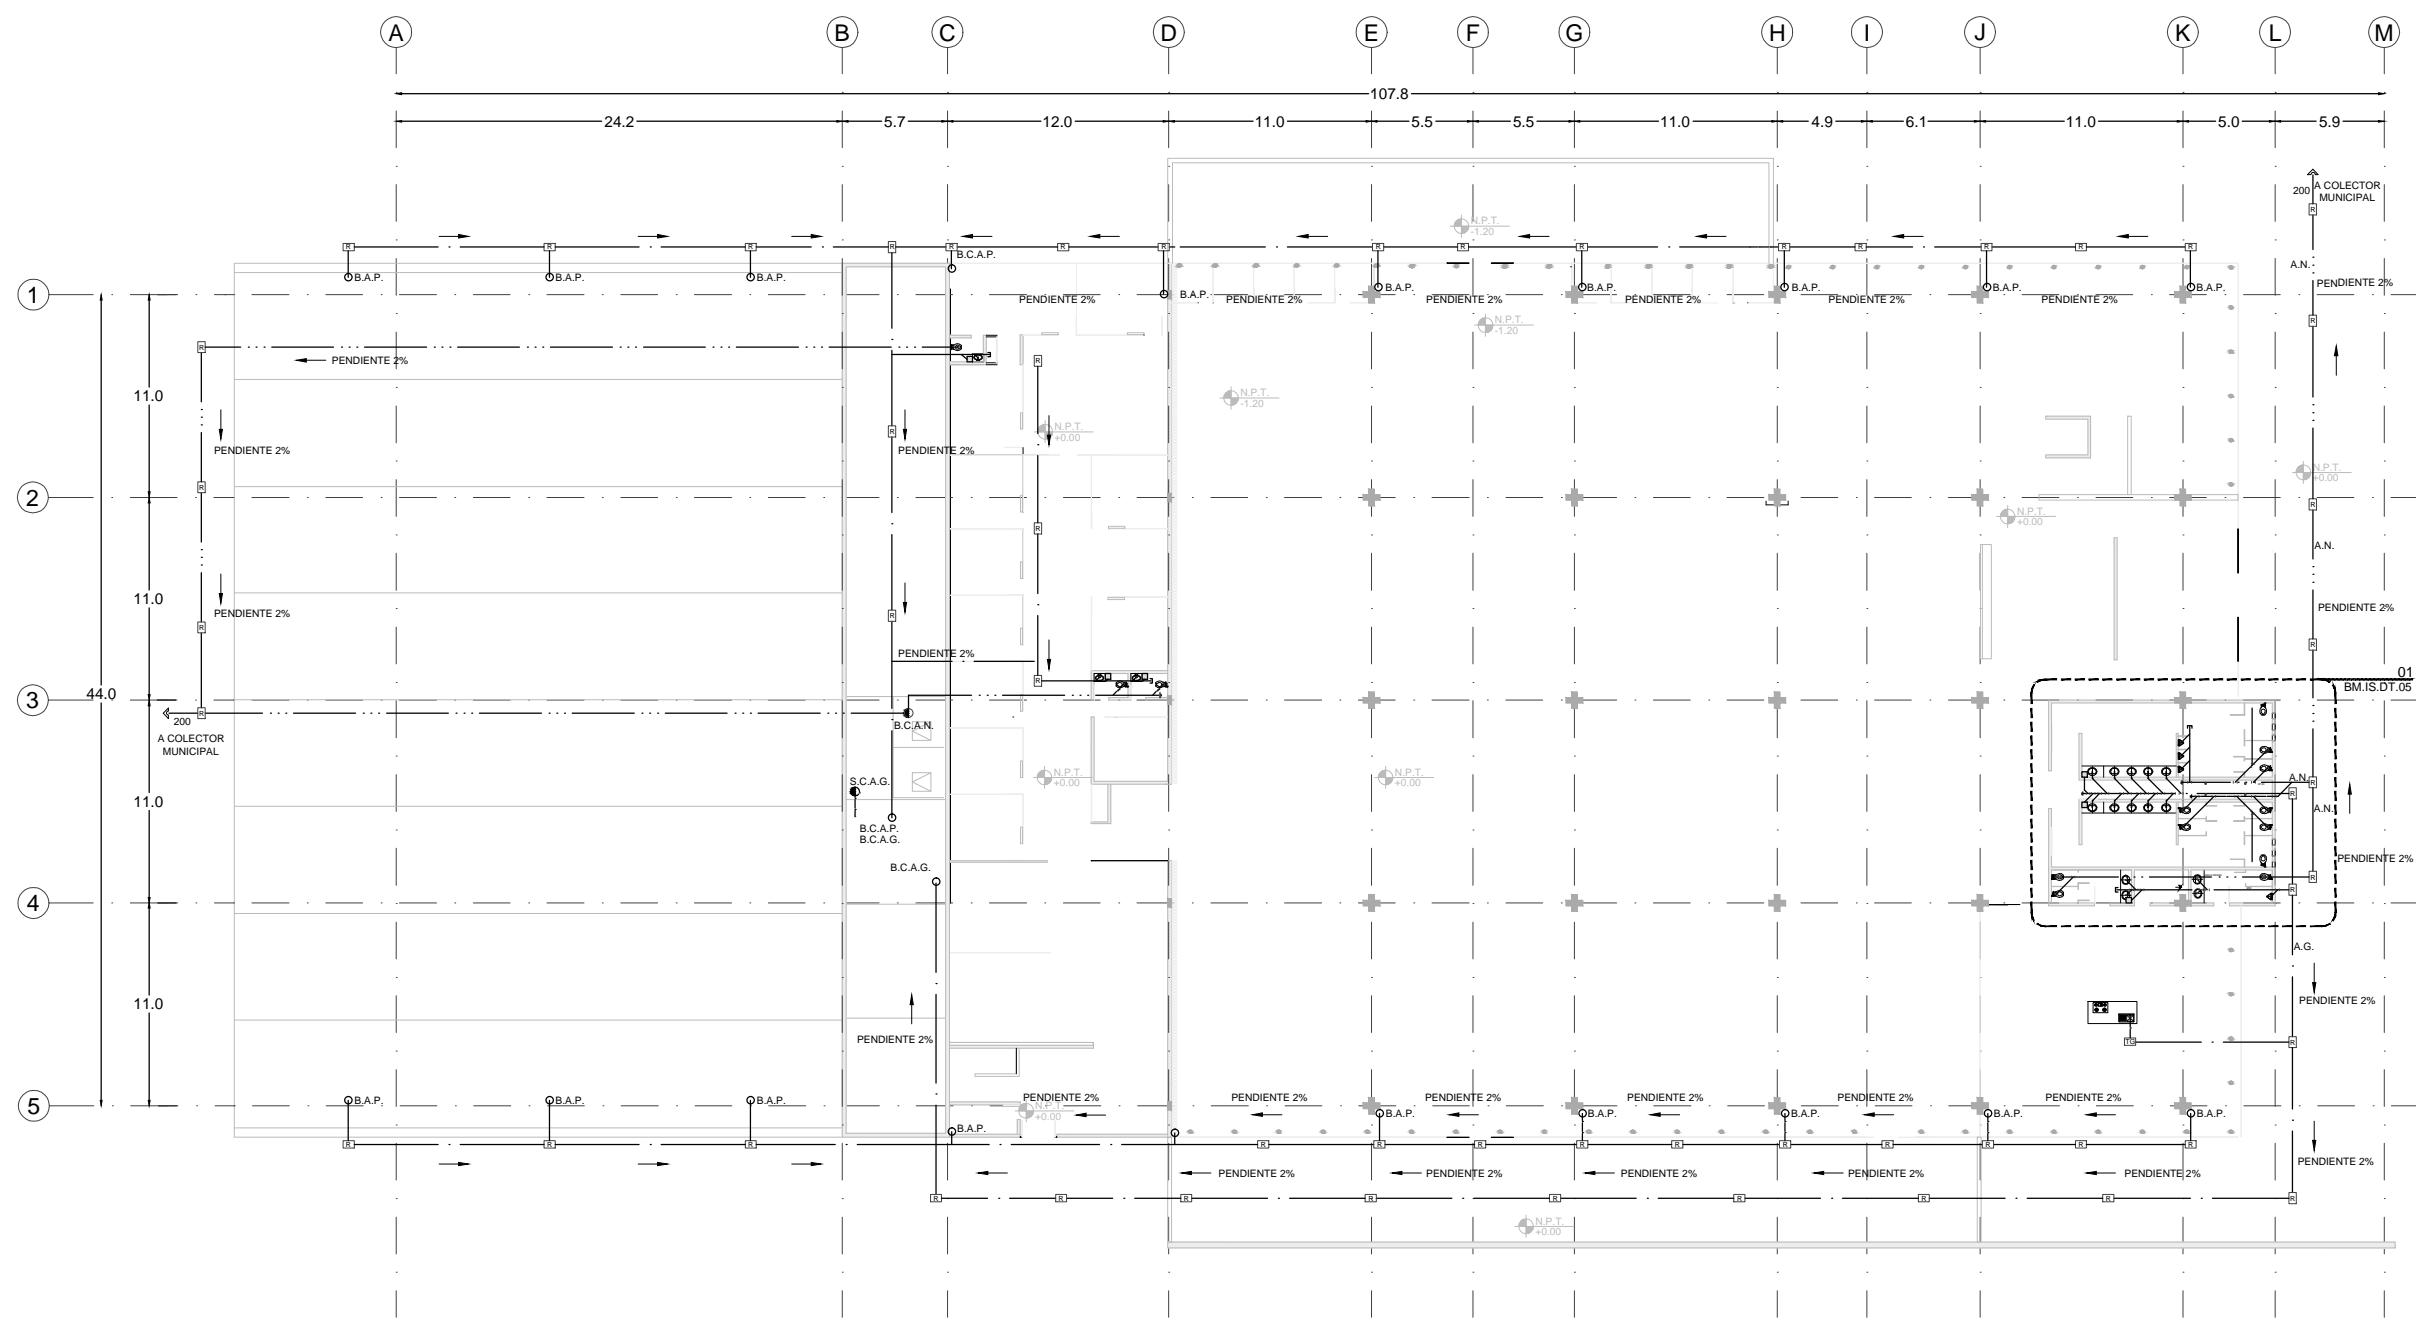 A B C D E F G H I J K L M
107.8
24.2 5.7 12.0 11.0 5.5 5.5 11.0 4.9 6.1 11.0 5.0 5.9
200 A COLECTOR
MUNICIPAL
R
N.P.T.
-1.20
R R R R R R R R R R R R R R R R
B.C.A.P.
A.N.
B.A.P. B.A.P. B.A.P.
PENDIENTE 2%
B.A.P. B.A.P. B.A.P. B.A.P. B.A.P. B.A.P.
1
PENDIENTE 2% PENDIENTE 2% PENDIENTE 2% PENDIENTE 2% PENDIENTE 2% PENDIENTE 2%
R
N.P.T.
-1.20
R
PENDIENTE 2%
R
11.0
N.P.T.
-1.20
R
N.P.T.
+0.00
PENDIENTE 2%
PENDIENTE 2%
N.P.T.
+0.00
R
2
R
N.P.T.
+0.00
R
A.N.
11.0
PENDIENTE 2%
R
PENDIENTE 2%
R
R
PENDIENTE 2%
01
R
BM.IS.DT.05
44.0
3
200
R
B.C.A.N.
A COLECTOR
MUNICIPAL
N.P.T.
+0.00
N.P.T.
+0.00
A.N.
R
S.C.A.G.
R
11.0
A.N.
B.C.A.P.
B.C.A.G.
PENDIENTE 2%
B.C.A.G.
R
R
4
A.G.
11.0
PENDIENTE 2%
PENDIENTE 2%
TG
R
5
B.A.P. B.A.P. B.A.P.
PENDIENTE 2% PENDIENTE 2% PENDIENTE 2% PENDIENTE 2% PENDIENTE 2% PENDIENTE 2%
N.P.T.
+0.00
B.A.P. B.A.P. B.A.P. B.A.P. B.A.P.
B.A.P.
R R R R R R R R R R R R R
PENDIENTE 2%
PENDIENTE 2% PENDIENTE 2% PENDIENTE 2% PENDIENTE 2% PENDIENTE 2%
R R R R R R R R R
N.P.T.
+0.00